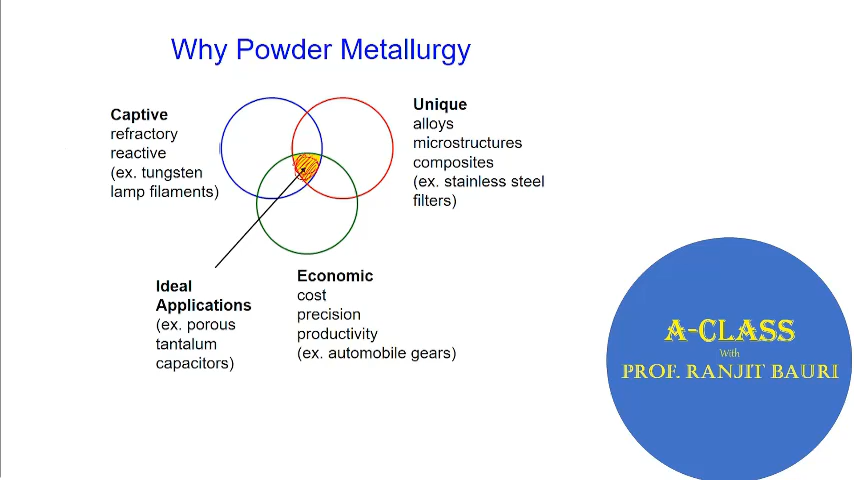 Why Powder Metallurgy
Captive
refractory
reactive
(ex. tungsten
lamp filaments)
Unique
alloys
microstructures
composites
(ex. stainless steel
filters)
Ideal
Applications
(ex. porous
tantalum
capacitors)
Economic
cost
precision
productivity
(ex. automobile gears)
A-CLASS
With
PROF. RANJIT BAURI